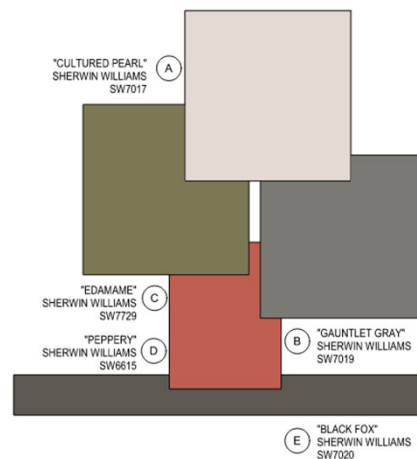 "CULTURED PEARL"
SHERWIN WILLIAMS
SW7017
A
"EDAMAME"
SHERWIN WILLIAMS
SW7729
C
"PEPPERY"
SHERWIN WILLIAMS
SW6615
D
B
"GAUNTLET GRAY"
SHERWIN WILLIAMS
SW7019
E
"BLACK FOX"
SHERWIN WILLIAMS
SW7020